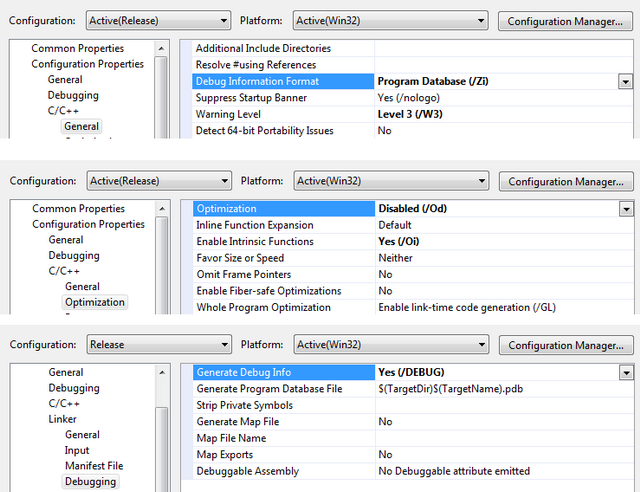 Configuration: Active(Release) Platform: Active(Win32) Configuration Manager...
Common Properties
Configuration Properties
General
Debugging
C/C++
General
Additional Include Directories
Resolve #using References
Debug Information Format Program Database (/Zi)
Suppress Startup Banner Yes (/nologo)
Warning Level Level 3 (/W3)
Detect 64-bit Portability Issues No
Configuration: Active(Release) Platform: Active(Win32) Configuration Manager...
Common Properties
Configuration Properties
General
Debugging
C/C++
General
Optimization
Optimization Disabled (/Od)
Inline Function Expansion Default
Enable Intrinsic Functions Yes (/Oi)
Favor Size or Speed Neither
Omit Frame Pointers No
Enable Fiber-safe Optimizations No
Whole Program Optimization Enable link-time code generation (/GL)
Configuration: Release Platform: Active(Win32) Configuration Manager...
General
Debugging
C/C++
Linker
General
Input
Manifest File
Debugging
Generate Debug Info Yes (/DEBUG)
Generate Program Database File $(TargetDir)$(TargetName).pdb
Strip Private Symbols
Generate Map File No
Map File Name
Map Exports No
Debuggable Assembly No Debuggable attribute emitted